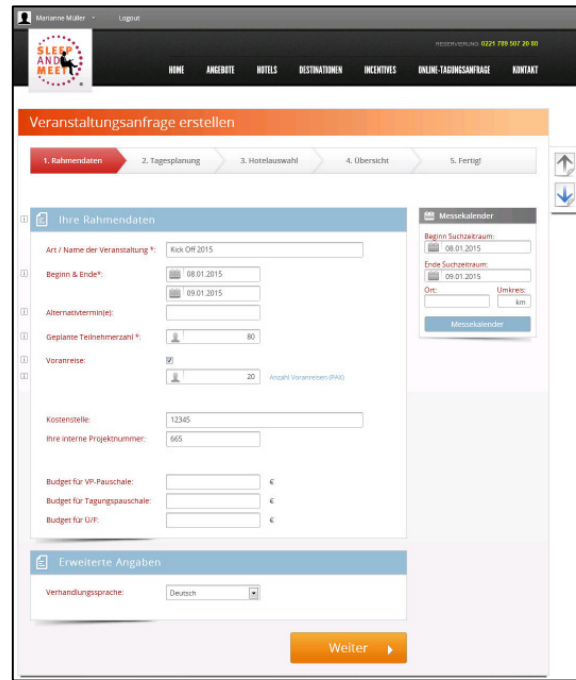 Marianne Müller Logout
RESERVIERUNG: 0221 789 507 20 80
SLEEP
AND
MEET
HOME ANGEBOTE HOTELS DESTINATIONEN INCENTIVES ONLINE-TAGUNGSANFRAGE KONTAKT
Veranstaltungsanfrage erstellen
1. Rahmendaten 2. Tagesplanung 3. Hotelauswahl 4. Übersicht 5. Fertig!
Ihre Rahmendaten
Art / Name der Veranstaltung *: Kick Off 2015
Beginn & Ende*: 08.01.2015
09.01.2015
Alternativtermin(e):
Geplante Teilnehmerzahl *: 80
Voranreise:
20 Anzahl Voranreisen (PAX)
Kostenstelle: 12345
Ihre interne Projektnummer: 665
Budget für VP-Pauschale: €
Budget für Tagungspauschale: €
Budget für Ü/F: €
Messekalender
Beginn Suchzeitraum:
08.01.2015
Ende Suchzeitraum:
09.01.2015
Ort: Umkreis:
km
Messekalender
Erweiterte Angaben
Verhandlungssprache: Deutsch
Weiter